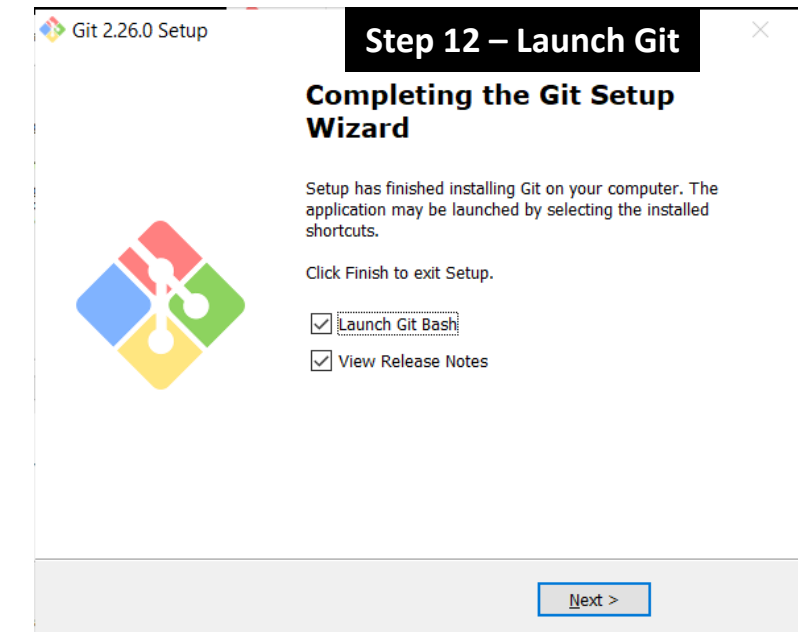 Git 2.26.0 Setup
Step 12 – Launch Git
Completing the Git Setup
Wizard
Setup has finished installing Git on your computer. The
application may be launched by selecting the installed
shortcuts.
Click Finish to exit Setup.
Launch Git Bash
View Release Notes
Next >